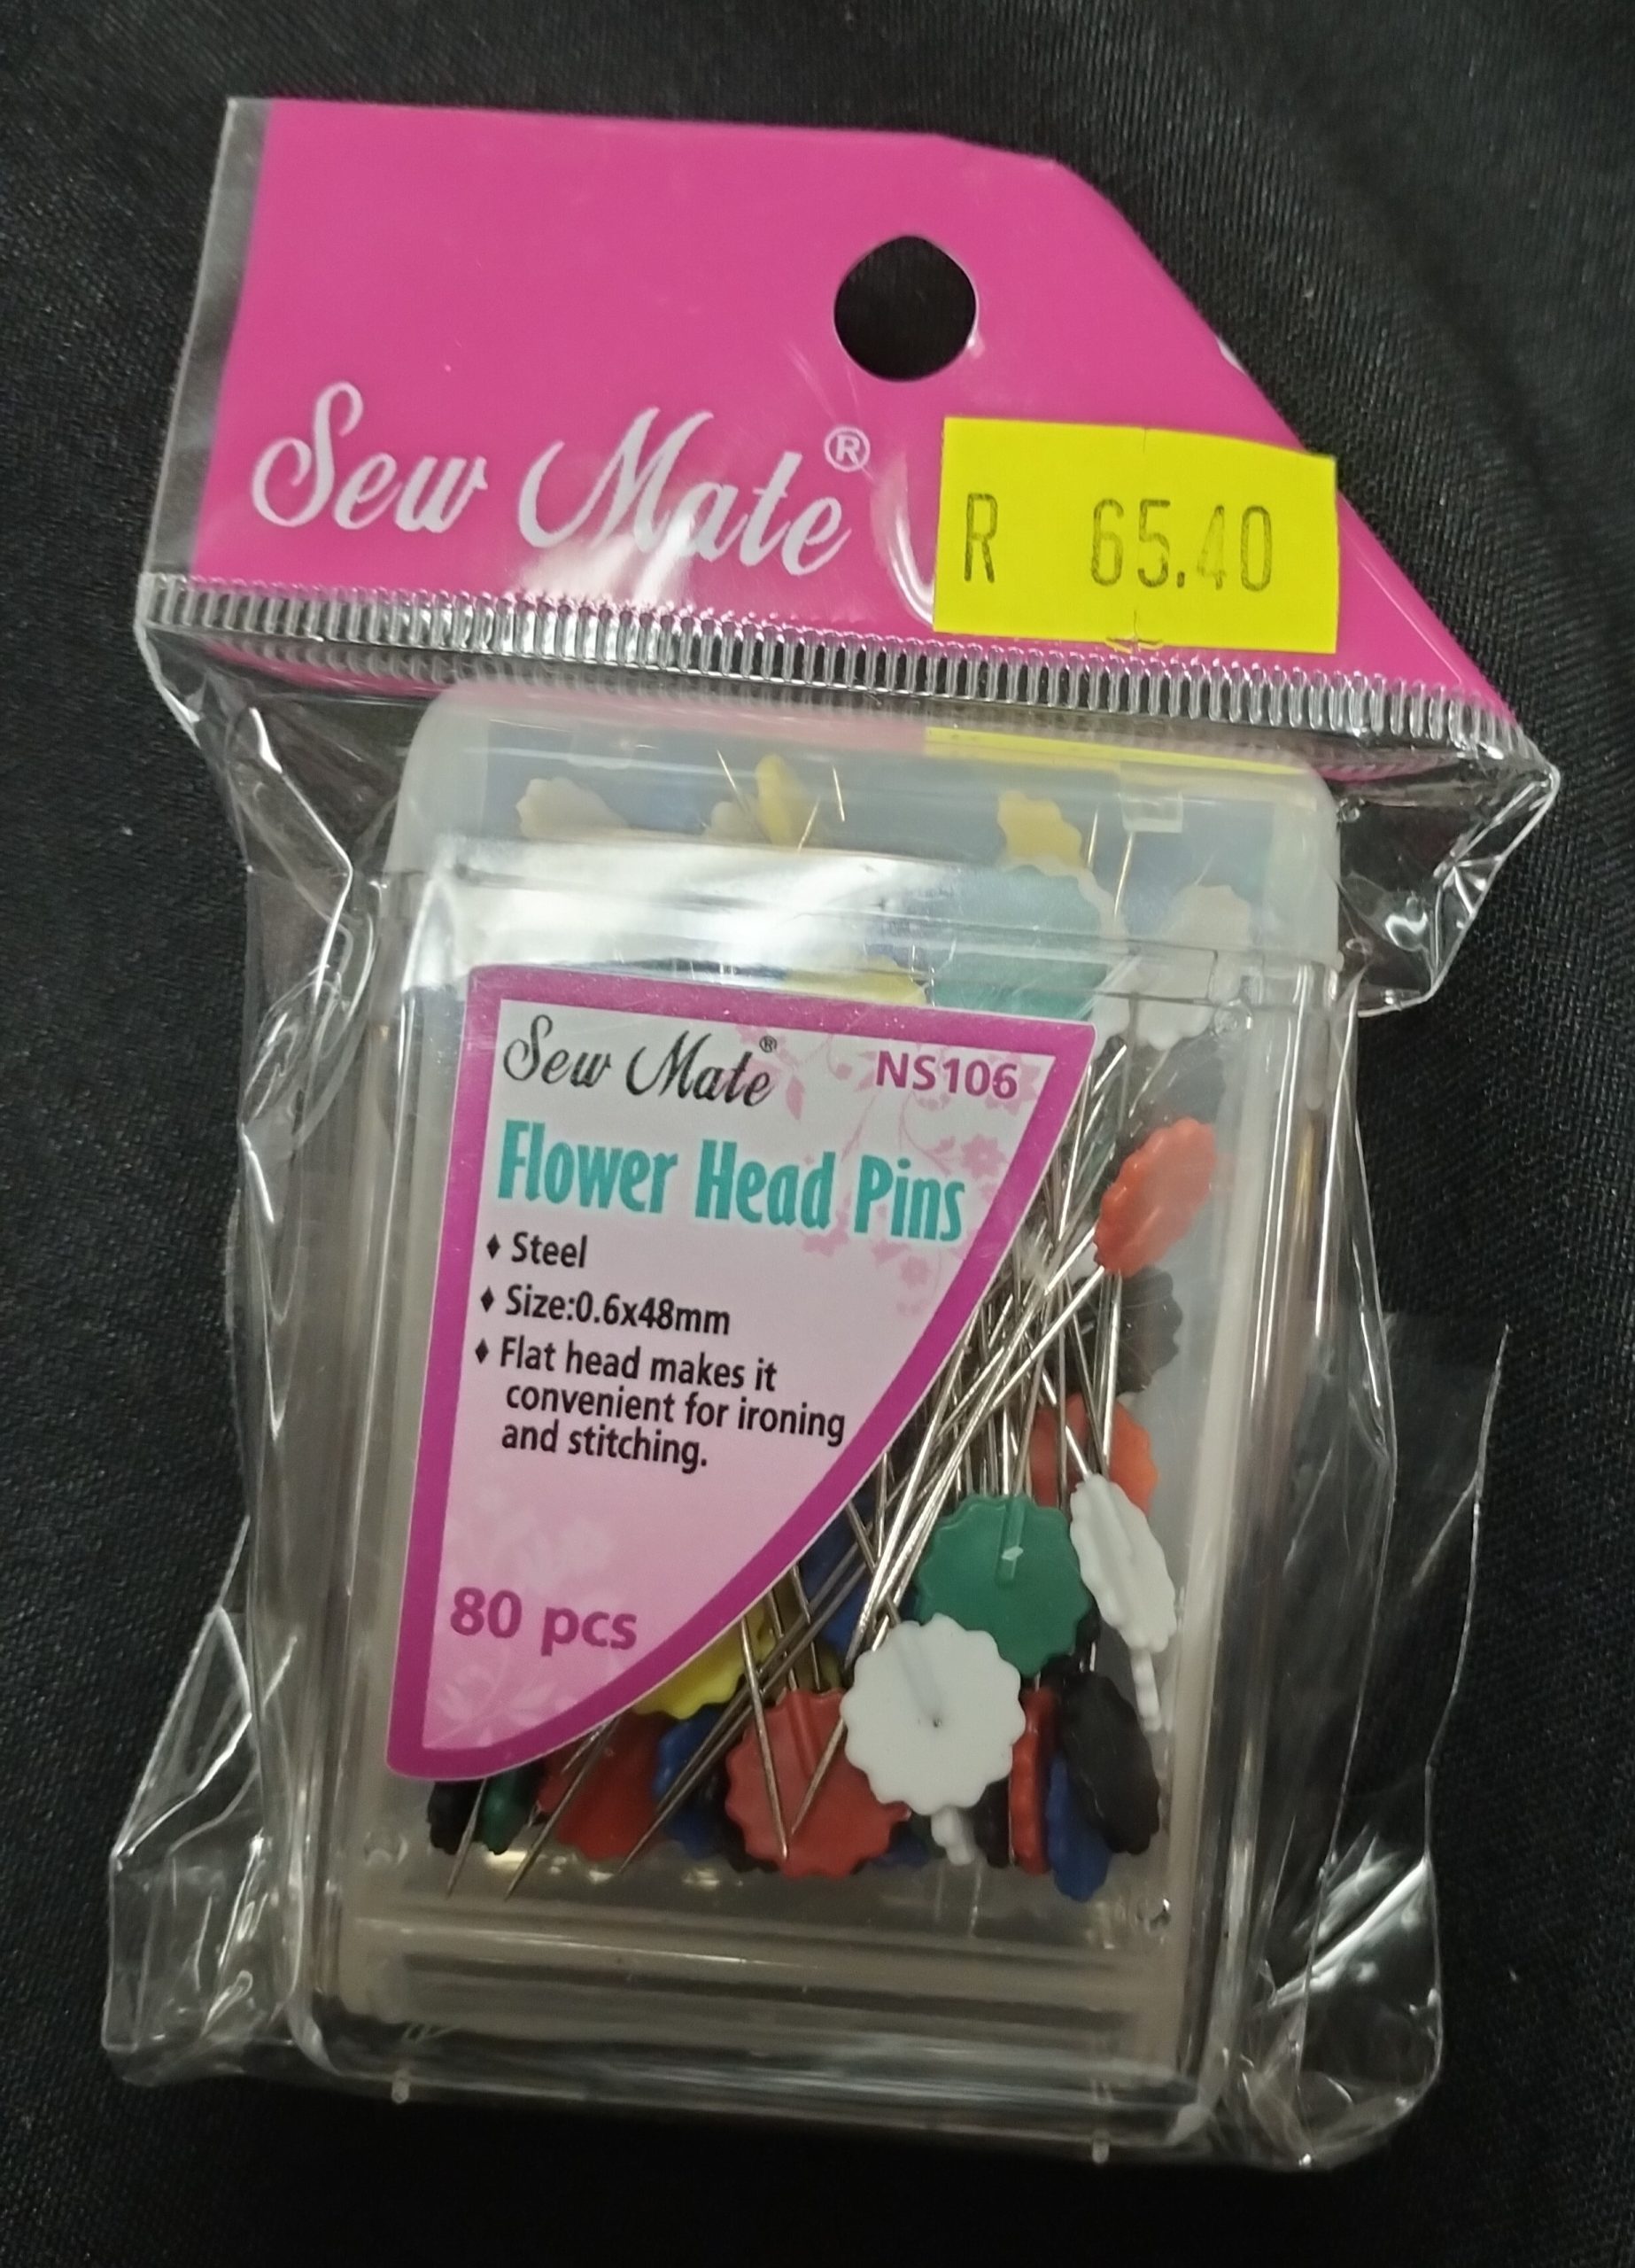 Sew Mate®
R 65.40
Sew Mate®
NS106
Flower Head Pins
♦ Steel
♦ Size:0.6x48mm
♦ Flat head makes it
convenient for ironing
and stitching.
80 pcs